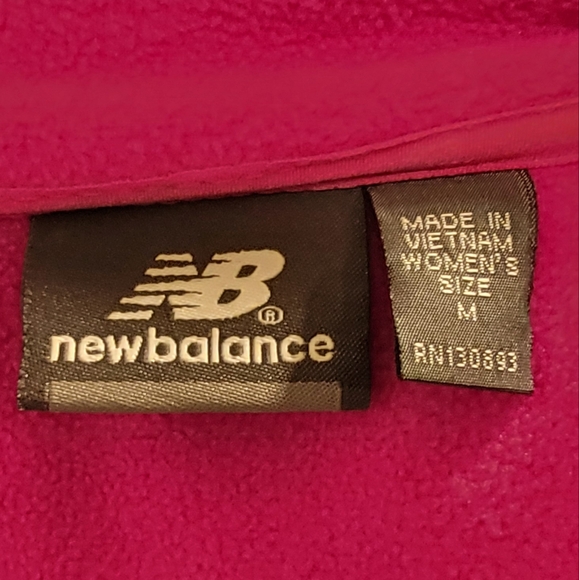 NB®
newbalance
MADE IN
VIETNAM
WOMEN'S
SIZE
M
RN130893